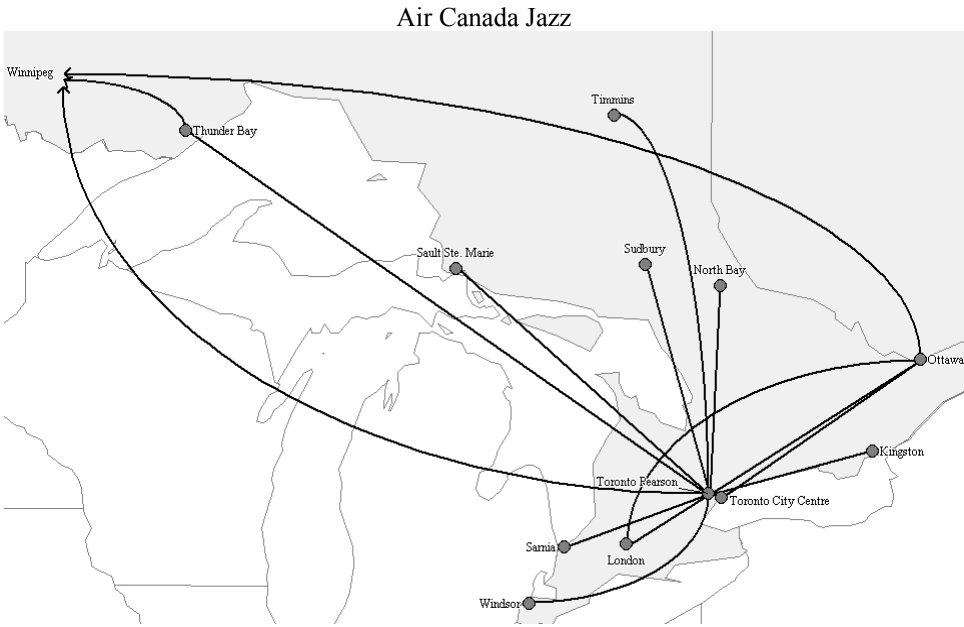 Air Canada Jazz
Winnipeg
Timmins
Thunder Bay
Sault Ste. Marie
Sudbury
North Bay
Ottawa
Kingston
Toronto Pearson
Toronto City Centre
Sarnia
London
Windsor